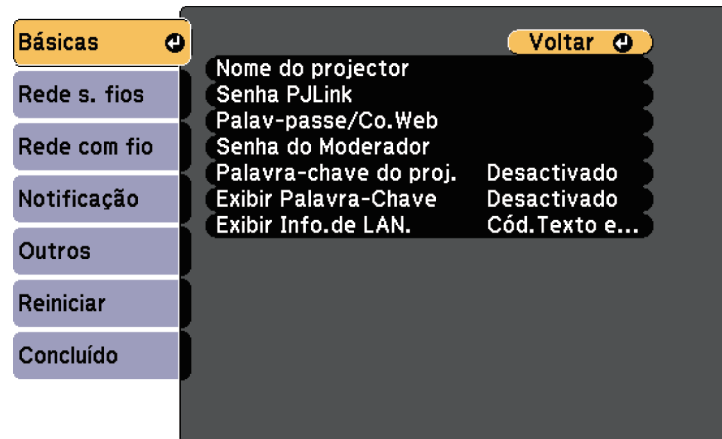 Básicas
Rede s. fios
Rede com fio
Notificação
Outros
Reiniciar
Concluído
Voltar
Nome do projector
Senha PJLink
Palav-passe/Co.Web
Senha do Moderador
Palavra-chave do proj. Desactivado
Exibir Palavra-Chave Desactivado
Exibir Info.de LAN. Cód.Texto e...